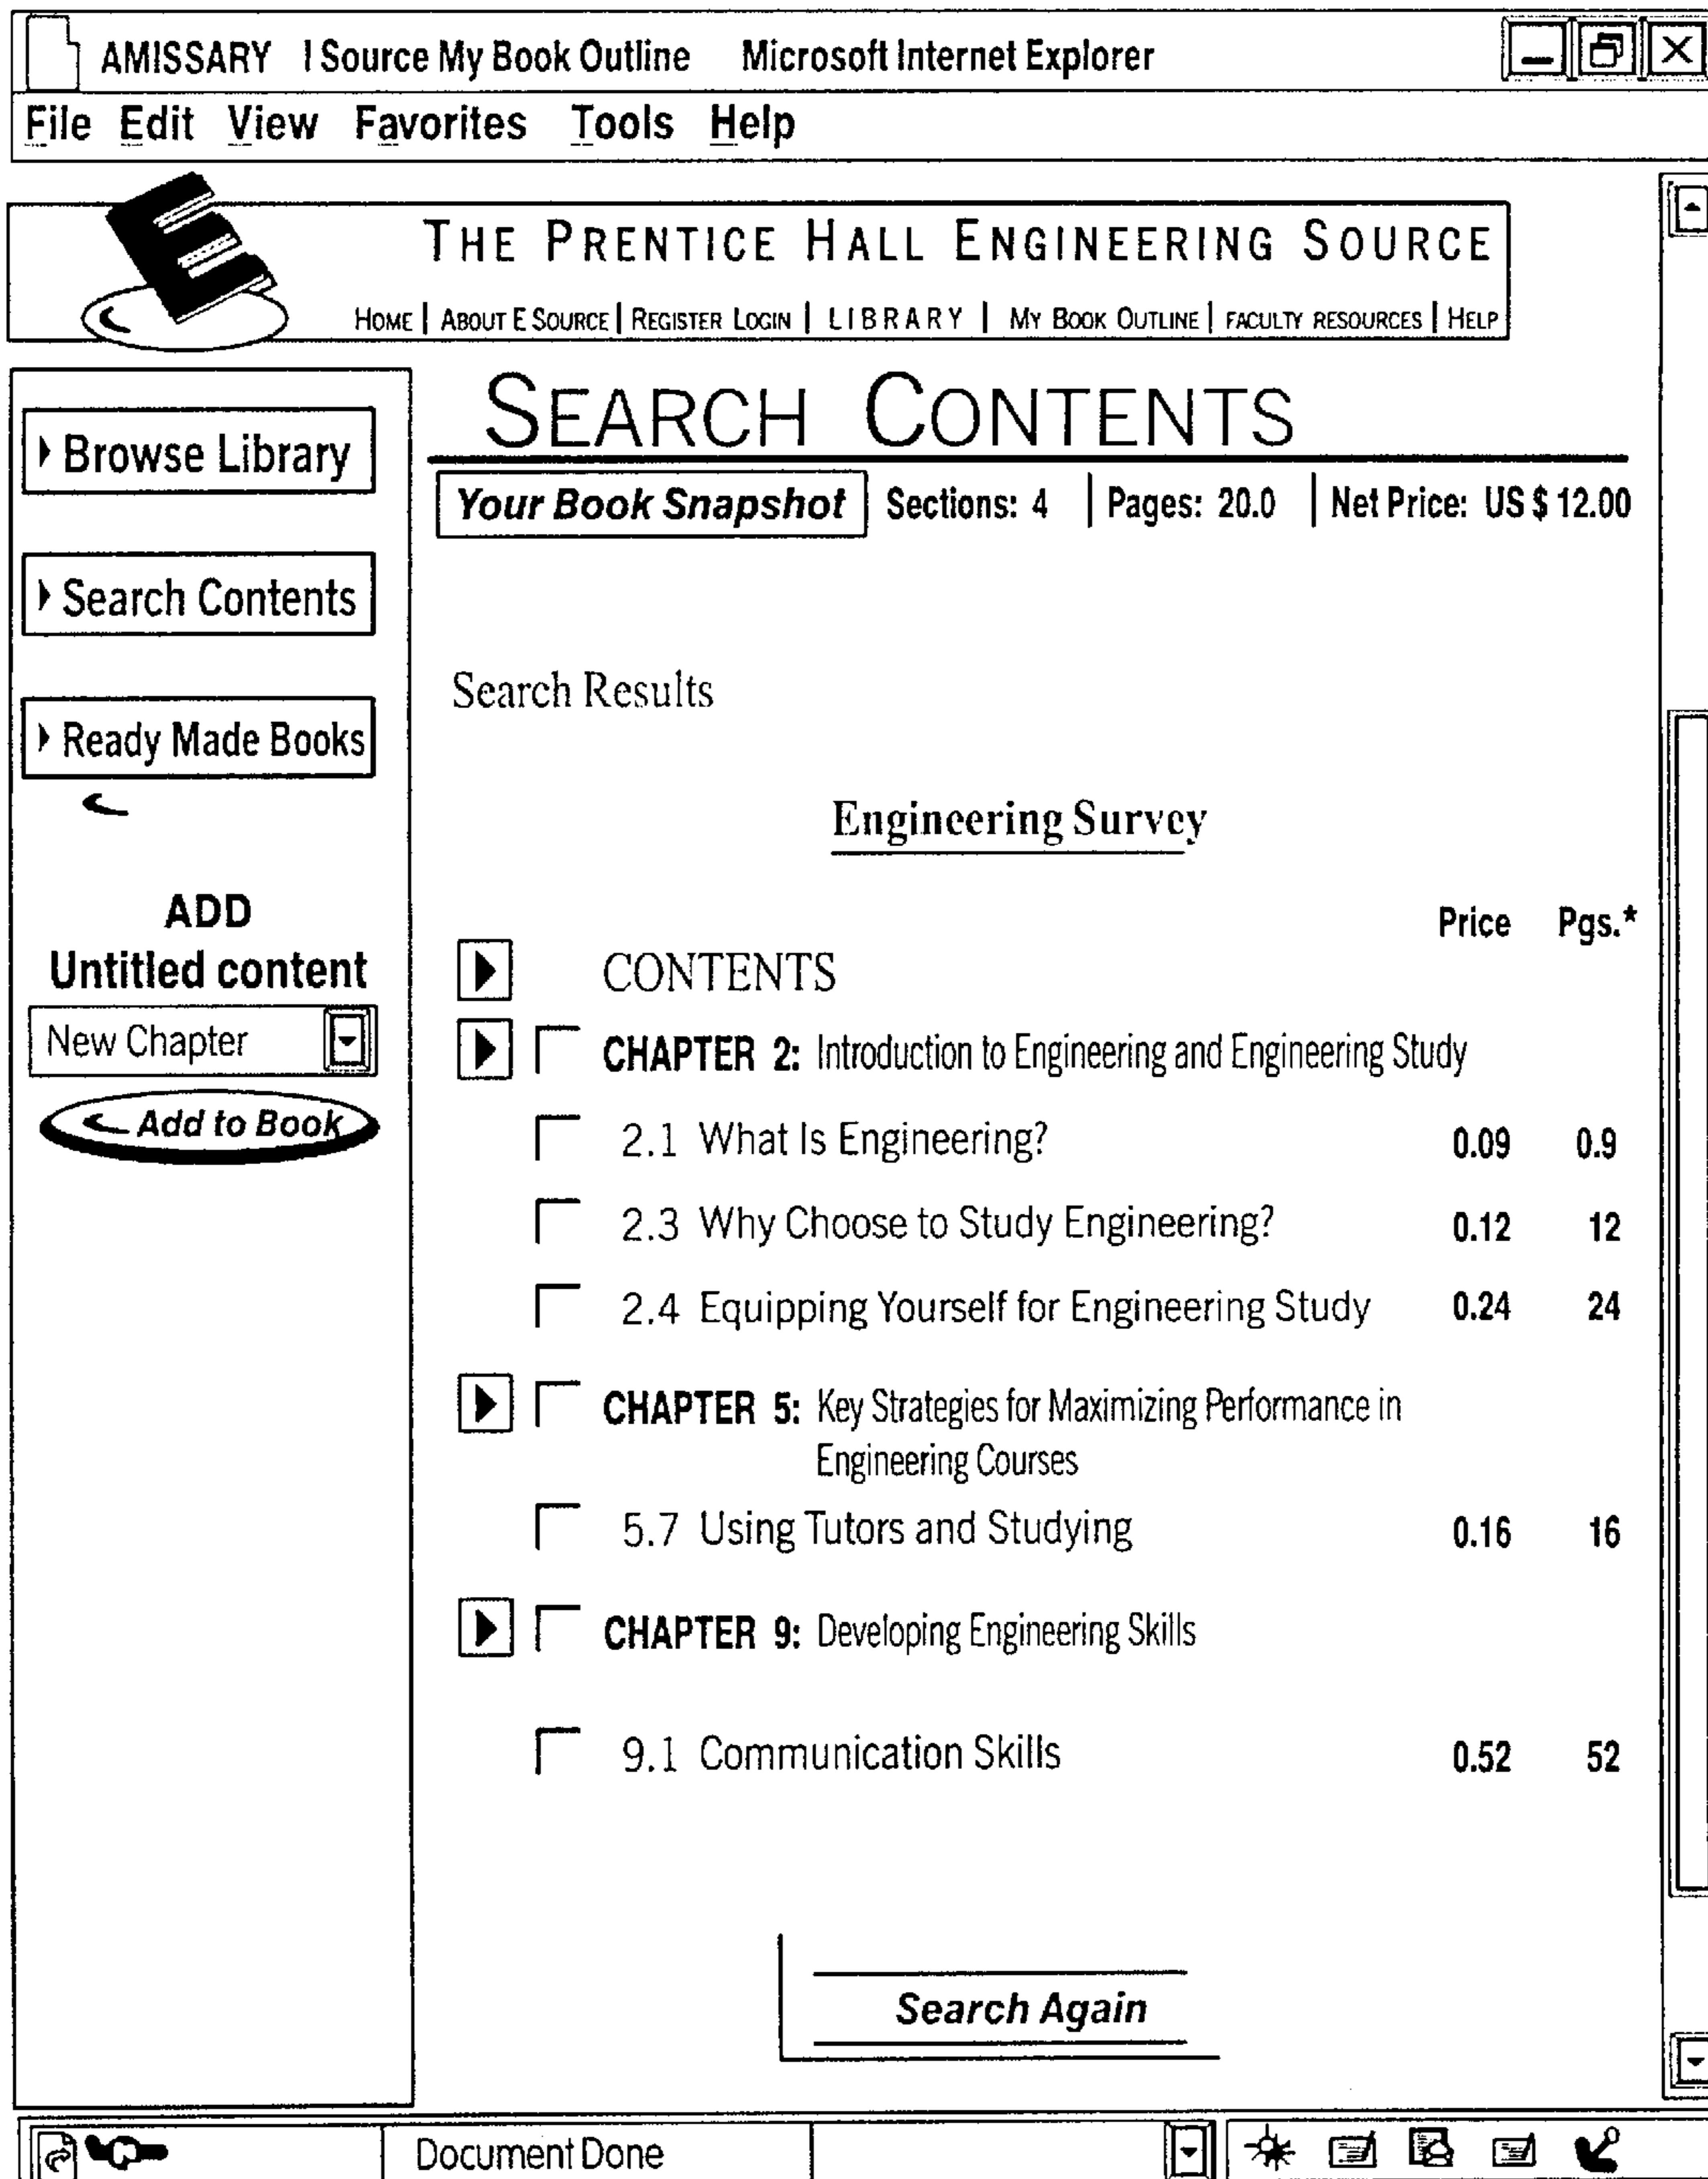 AMISSARY I Source My Book Outline Microsoft Internet Explorer
File Edit View Favorites Tools Help
THE PRENTICE HALL ENGINEERING SOURCE
HOME | ABOUT E SOURCE | REGISTER LOGIN | LIBRARY | MY BOOK OUTLINE | FACULTY RESOURCES | HELP
SEARCH CONTENTS
Your Book Snapshot Sections: 4 | Pages: 20.0 | Net Price: US $ 12.00
Browse Library
Search Contents
Ready Made Books
ADD
Untitled content
New Chapter
Add to Book
Search Results
Engineering Survey
Price Pgs.*
CONTENTS
CHAPTER 2: Introduction to Engineering and Engineering Study
2.1 What Is Engineering? 0.09 0.9
2.3 Why Choose to Study Engineering? 0.12 12
2.4 Equipping Yourself for Engineering Study 0.24 24
CHAPTER 5: Key Strategies for Maximizing Performance in
Engineering Courses
5.7 Using Tutors and Studying 0.16 16
CHAPTER 9: Developing Engineering Skills
9.1 Communication Skills 0.52 52
Search Again
Document Done